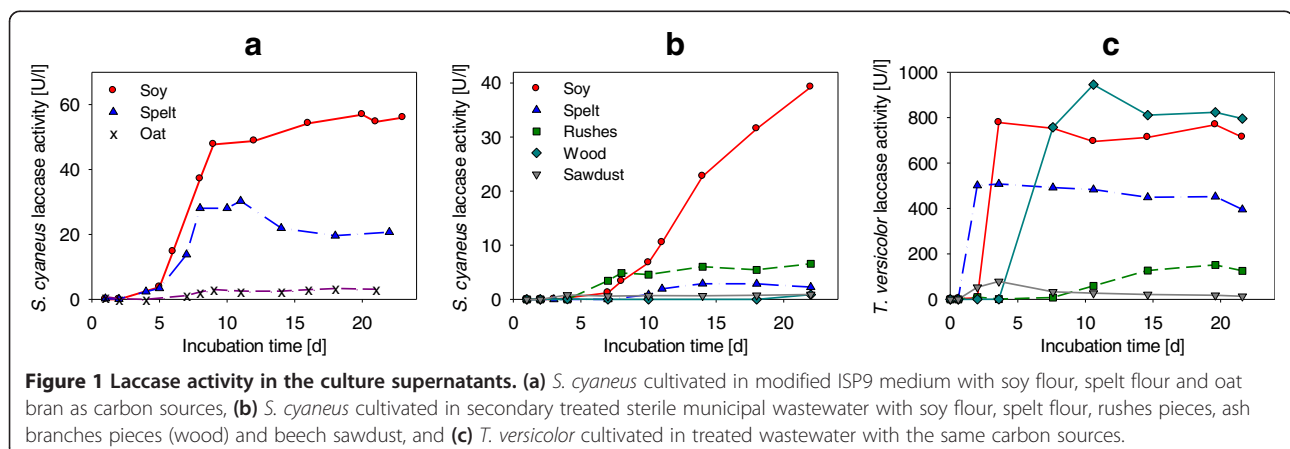 a
S. cyaneus laccase activity [U/l]
60
40
20
0
Soy
Spelt
Oat
0 5 10 15 20
Incubation time [d]
b
S. cyaneus laccase activity [U/l]
40
30
20
10
0
Soy
Spelt
Rushes
Wood
Sawdust
0 5 10 15 20
Incubation time [d]
c
T. versicolor laccase activity [U/l]
1000
800
600
400
200
0
0 5 10 15 20
Incubation time [d]
Figure 1 Laccase activity in the culture supernatants. (a) S. cyaneus cultivated in modified ISP9 medium with soy flour, spelt flour and oat
bran as carbon sources, (b) S. cyaneus cultivated in secondary treated sterile municipal wastewater with soy flour, spelt flour, rushes pieces, ash
branches pieces (wood) and beech sawdust, and (c) T. versicolor cultivated in treated wastewater with the same carbon sources.